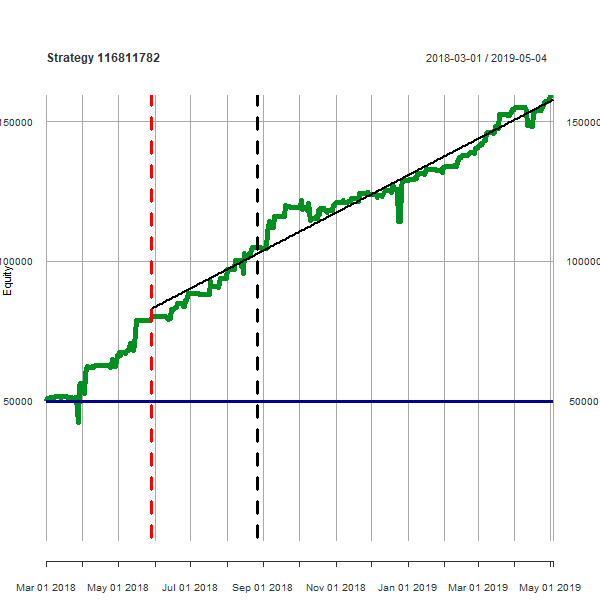 Strategy 116811782
2018-03-01 / 2019-05-04
150000
150000
100000
100000
Equity
50000
50000
Mar 01 2018
May 01 2018
Jul 01 2018
Sep 01 2018
Nov 01 2018
Jan 01 2019
Mar 01 2019
May 01 2019